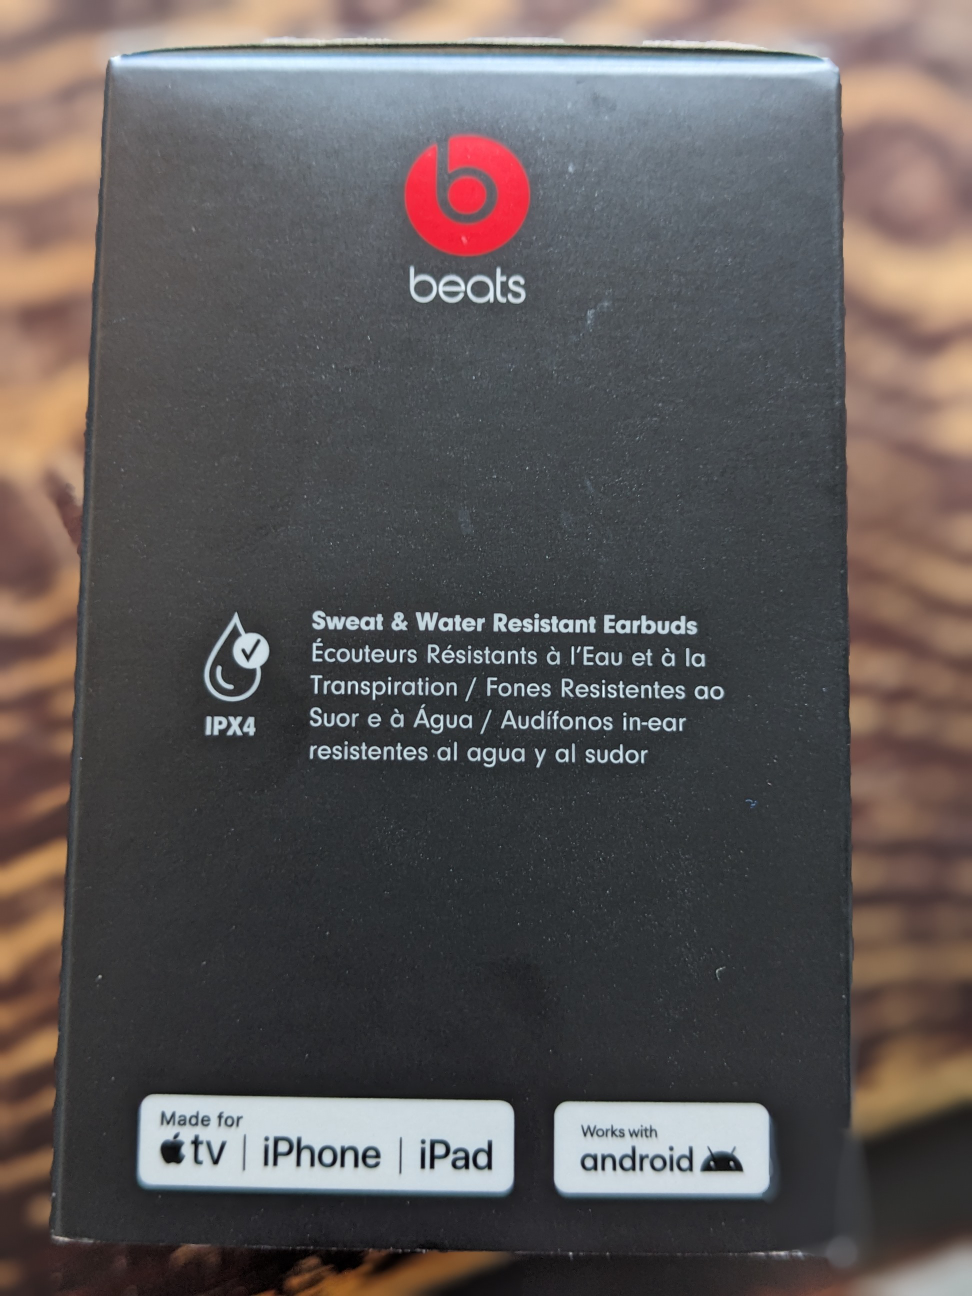 beats
Sweat & Water Resistant Earbuds
Écouteurs Résistants à l'Eau et à la
Transpiration / Fones Resistentes ao
Suor e à Água / Audífonos in-ear
resistentes al agua y al sudor
IPX4
Made for
tv | iPhone | iPad
Works with
android